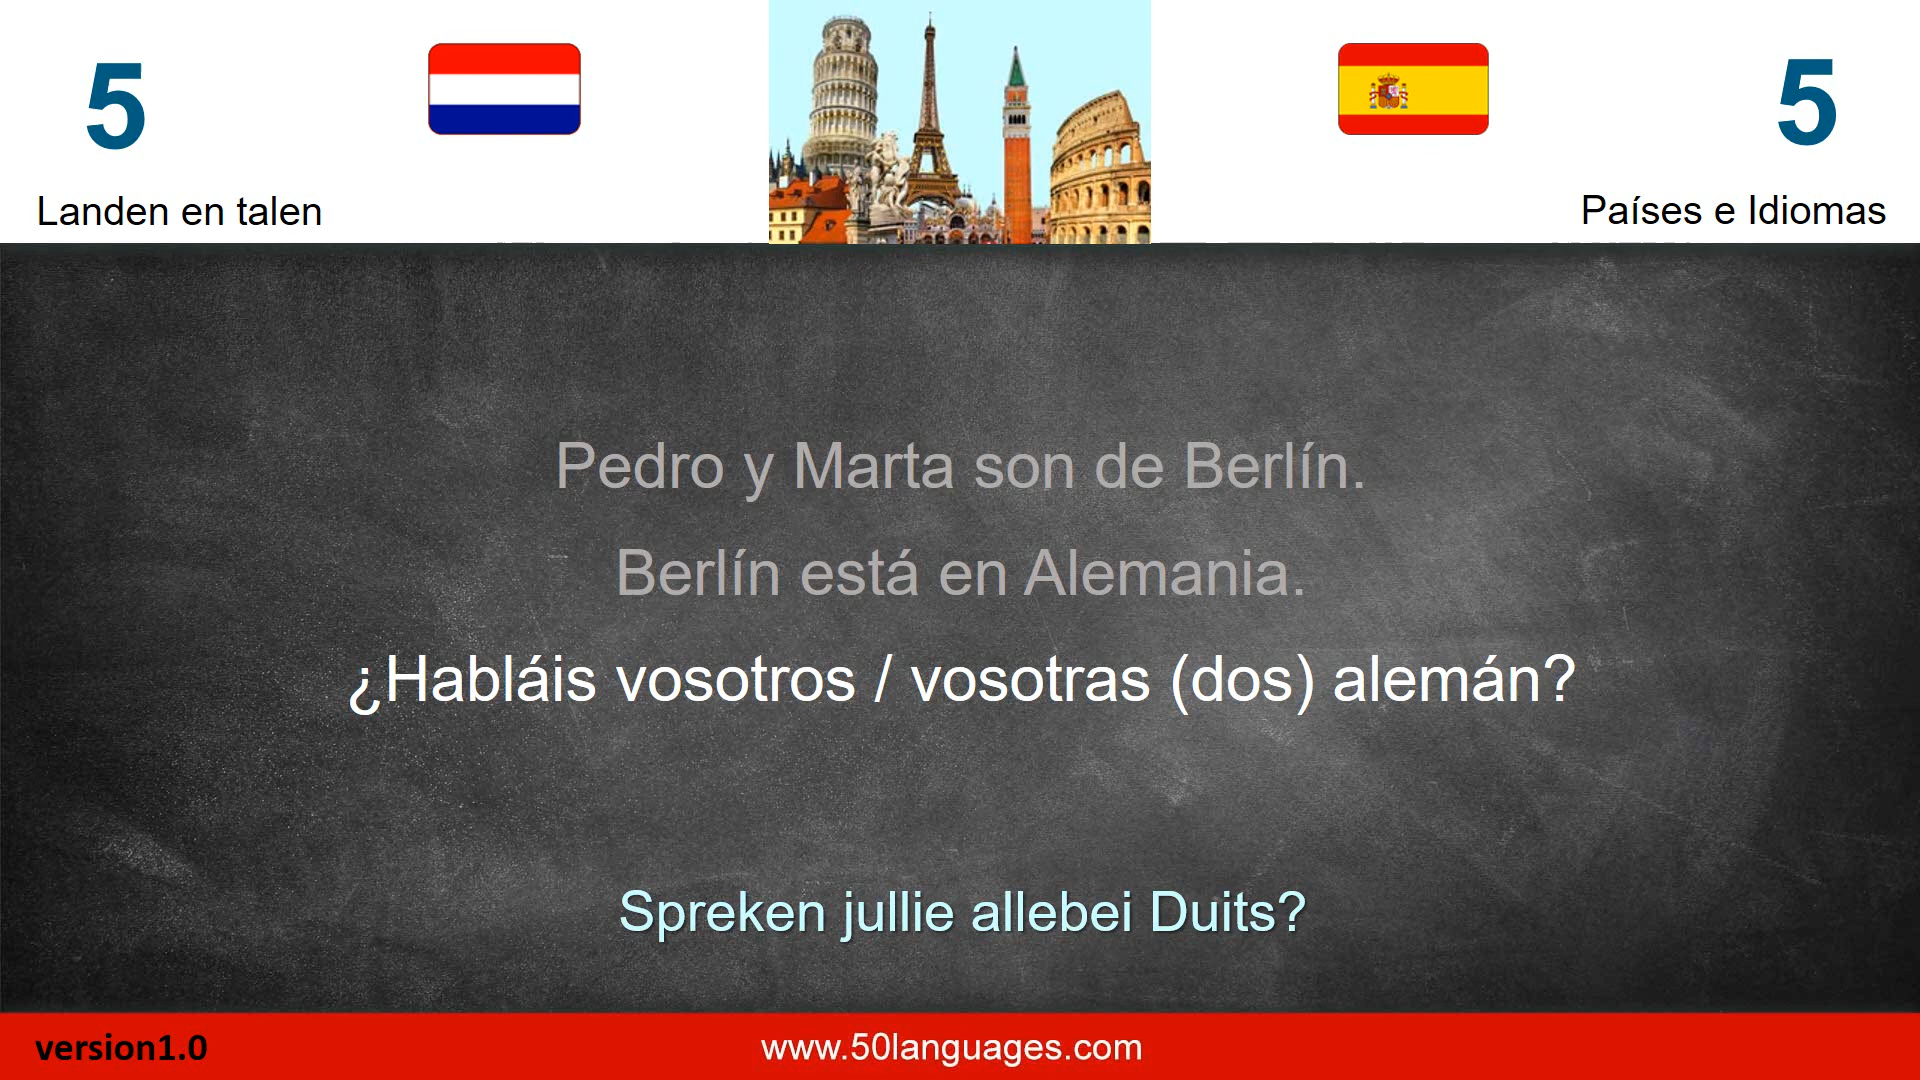 5
5
Landen en talen
Países e Idiomas
Pedro y Marta son de Berlín.
Berlín está en Alemania.
¿Habláis vosotros / vosotras (dos) alemán?
Spreken jullie allebei Duits?
version1.0
www.50languages.com